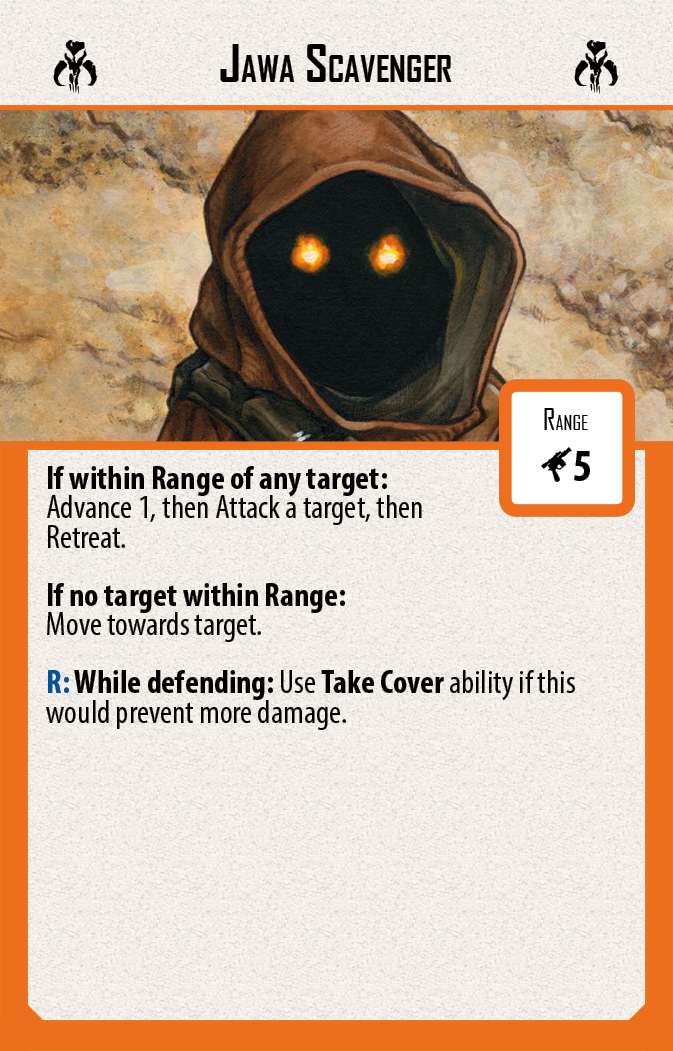 Jawa Scavenger
Range
5
If within Range of any target:
Advance 1, then Attack a target, then
Retreat.
If no target within Range:
Move towards target.
R: While defending: Use Take Cover ability if this
would prevent more damage.